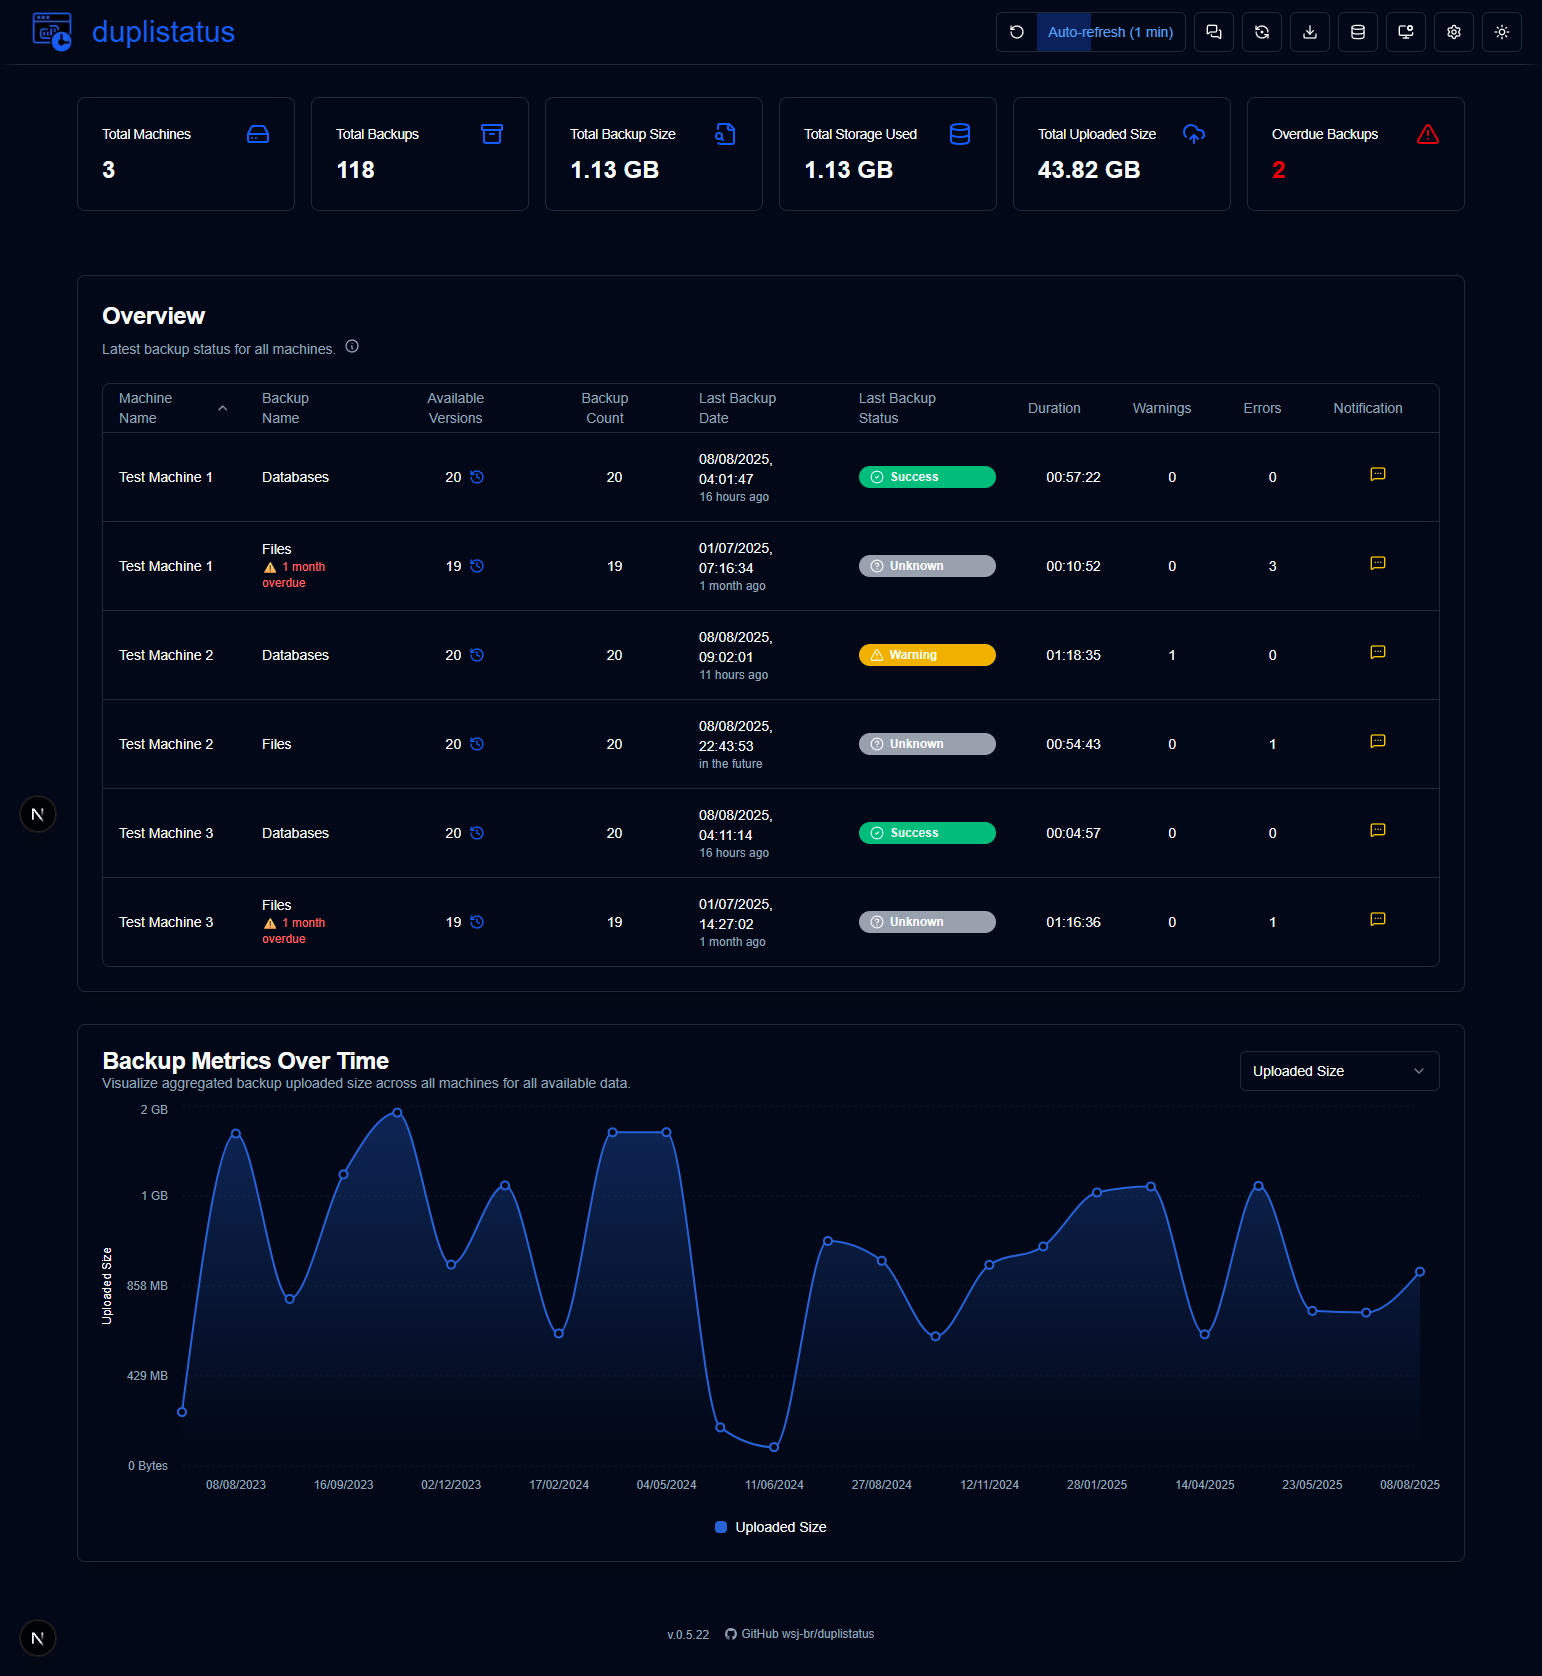 duplistatus
Auto-refresh (1 min)
Total Machines
3
Total Backups
118
Total Backup Size
1.13 GB
Total Storage Used
1.13 GB
Total Uploaded Size
43.82 GB
Overdue Backups
2
Overview
Latest backup status for all machines.
Machine Name
Backup Name
Available Versions
Backup Count
Last Backup Date
Last Backup Status
Duration
Warnings
Errors
Notification
Test Machine 1
Databases
20
20
08/08/2025,
04:01:47
16 hours ago
Success
00:57:22
0
0
Test Machine 1
Files
1 month
overdue
19
19
01/07/2025,
07:16:34
1 month ago
Unknown
00:10:52
0
3
Test Machine 2
Databases
20
20
08/08/2025,
09:02:01
11 hours ago
Warning
01:18:35
1
0
Test Machine 2
Files
20
20
08/08/2025,
22:43:53
in the future
Unknown
00:54:43
0
1
Test Machine 3
Databases
20
20
08/08/2025,
04:11:14
16 hours ago
Success
00:04:57
0
0
Test Machine 3
Files
1 month
overdue
19
19
01/07/2025,
14:27:02
1 month ago
Unknown
01:16:36
0
1
N
Backup Metrics Over Time
Visualize aggregated backup uploaded size across all machines for all available data.
Uploaded Size
2 GB
1 GB
858 MB
429 MB
0 Bytes
Uploaded Size
08/08/2023
16/09/2023
02/12/2023
17/02/2024
04/05/2024
11/06/2024
27/08/2024
12/11/2024
28/01/2025
14/04/2025
23/05/2025
08/08/2025
Uploaded Size
N
v.0.5.22
GitHub wsj-br/duplistatus